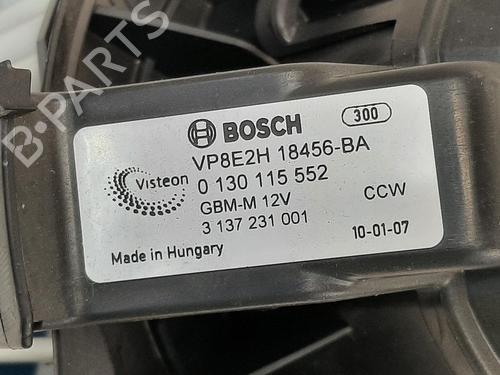 BOSCH 300
VP8E2H 18456-BA
Visteon
0 130 115 552
GBM-M 12V CCW
3 137 231 001
Made in Hungary 10-01-07
B-PARTS